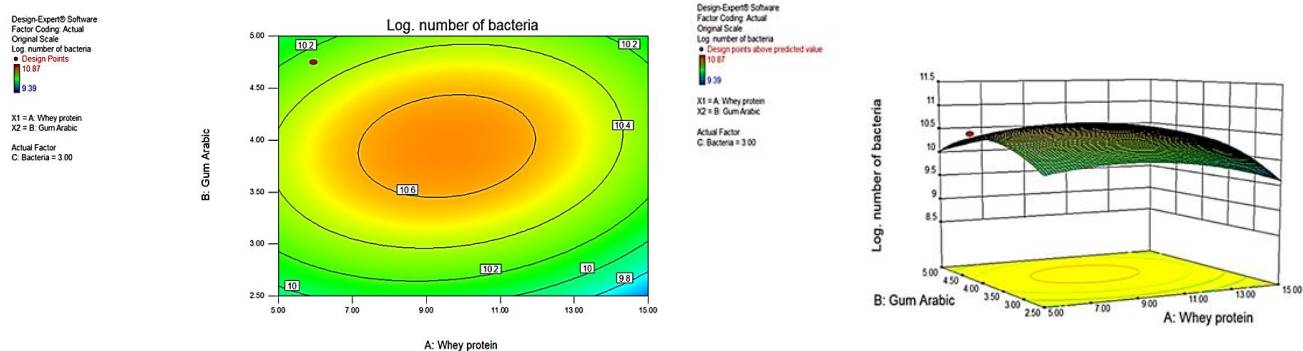 Design-Expert® Software
Factor Coding: Actual
Original Scale
Log. number of bacteria
Design Points
10.87
9.39
X1 = A: Whey protein
X2 = B: Gum Arabic
Actual Factor
C: Bacteria = 3.00
Log. number of bacteria
5.00
4.50
4.00
3.50
3.00
2.50
B: Gum Arabic
10.2
10.2
10.4
10.6
10.2
10
10
9.8
5.00 7.00 9.00 11.00 13.00 15.00
A: Whey protein
Design-Expert® Software
Factor Coding: Actual
Original Scale
Log. number of bacteria
Design points above predicted value
10.87
9.39
X1 = A: Whey protein
X2 = B: Gum Arabic
Actual Factor
C: Bacteria = 3.00
11.5
11
10.5
10
9.5
9
8.5
Log. number of bacteria
5.00
4.50
4.00
3.50
3.00
2.50
B: Gum Arabic
5.00 7.00 9.00 11.00 13.00 15.00
A: Whey protein